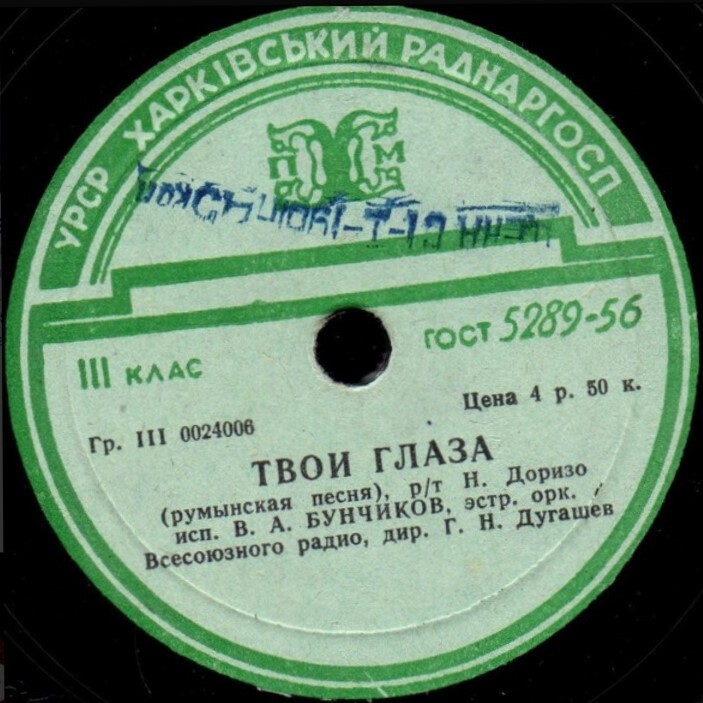 УРСР ХАРКІВСЬКИЙ РАДНАРГОСП
П Т М
III КЛАС
ГОСТ 5289-56
Гр. III 0024006
Цена 4 р. 50 к.
ТВОИ ГЛАЗА
(румынская песня), р/т Н. Доризо
исп. В. А. БУНЧИКОВ, эстр. орк.
Всесоюзного радио, дир. Г. Н. Дугашев